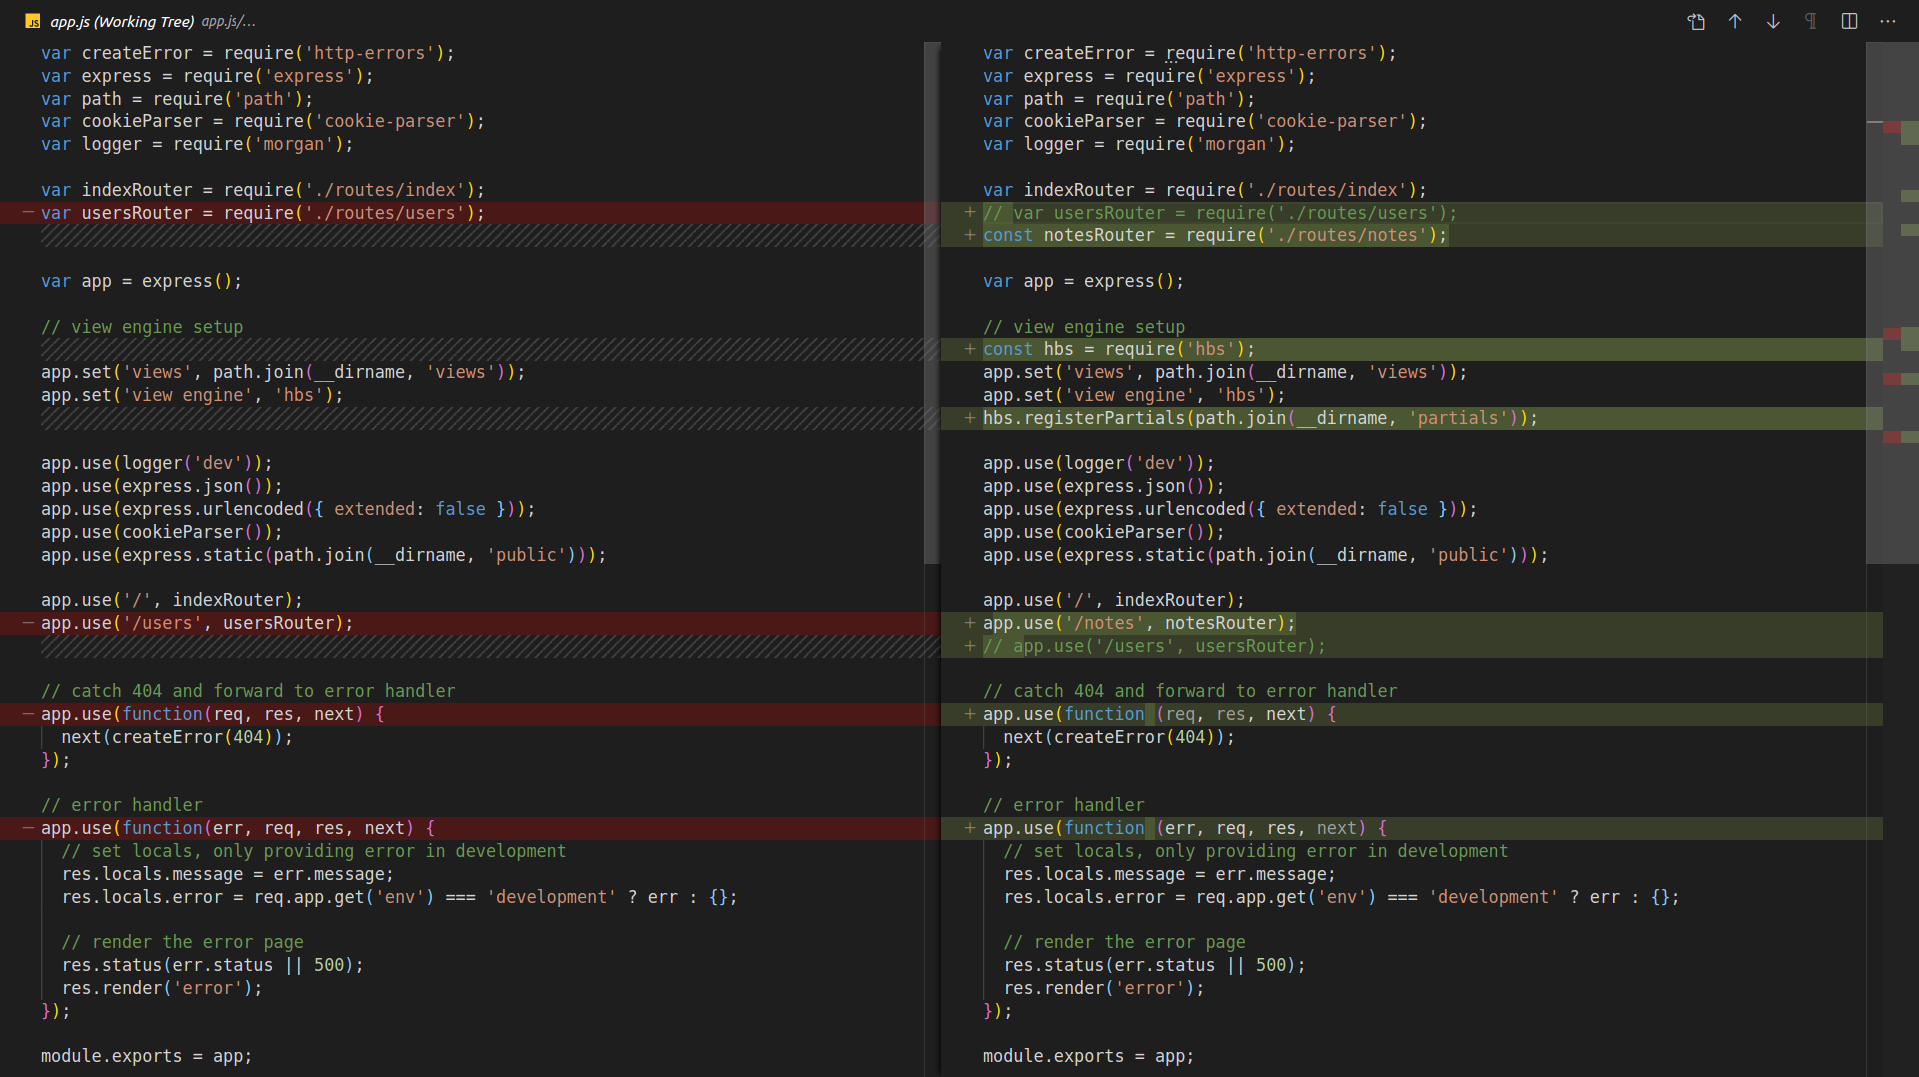 app.js (Working Tree) app.js/...
var createError = require('http-errors');
var express = require('express');
var path = require('path');
var cookieParser = require('cookie-parser');
var logger = require('morgan');
var indexRouter = require('./routes/index');
− var usersRouter = require('./routes/users');
var app = express();
// view engine setup
app.set('views', path.join(__dirname, 'views'));
app.set('view engine', 'hbs');
app.use(logger('dev'));
app.use(express.json());
app.use(express.urlencoded({ extended: false }));
app.use(cookieParser());
app.use(express.static(path.join(__dirname, 'public')));
app.use('/', indexRouter);
− app.use('/users', usersRouter);
// catch 404 and forward to error handler
− app.use(function(req, res, next) {
next(createError(404));
});
// error handler
− app.use(function(err, req, res, next) {
// set locals, only providing error in development
res.locals.message = err.message;
res.locals.error = req.app.get('env') === 'development' ? err : {};
// render the error page
res.status(err.status || 500);
res.render('error');
});
module.exports = app;
var createError = require('http-errors');
var express = require('express');
var path = require('path');
var cookieParser = require('cookie-parser');
var logger = require('morgan');
var indexRouter = require('./routes/index');
+ // var usersRouter = require('./routes/users');
+ const notesRouter = require('./routes/notes');
var app = express();
// view engine setup
+ const hbs = require('hbs');
app.set('views', path.join(__dirname, 'views'));
app.set('view engine', 'hbs');
+ hbs.registerPartials(path.join(__dirname, 'partials'));
app.use(logger('dev'));
app.use(express.json());
app.use(express.urlencoded({ extended: false }));
app.use(cookieParser());
app.use(express.static(path.join(__dirname, 'public')));
app.use('/', indexRouter);
+ app.use('/notes', notesRouter);
+ // app.use('/users', usersRouter);
// catch 404 and forward to error handler
+ app.use(function (req, res, next) {
next(createError(404));
});
// error handler
+ app.use(function (err, req, res, next) {
// set locals, only providing error in development
res.locals.message = err.message;
res.locals.error = req.app.get('env') === 'development' ? err : {};
// render the error page
res.status(err.status || 500);
res.render('error');
});
module.exports = app;